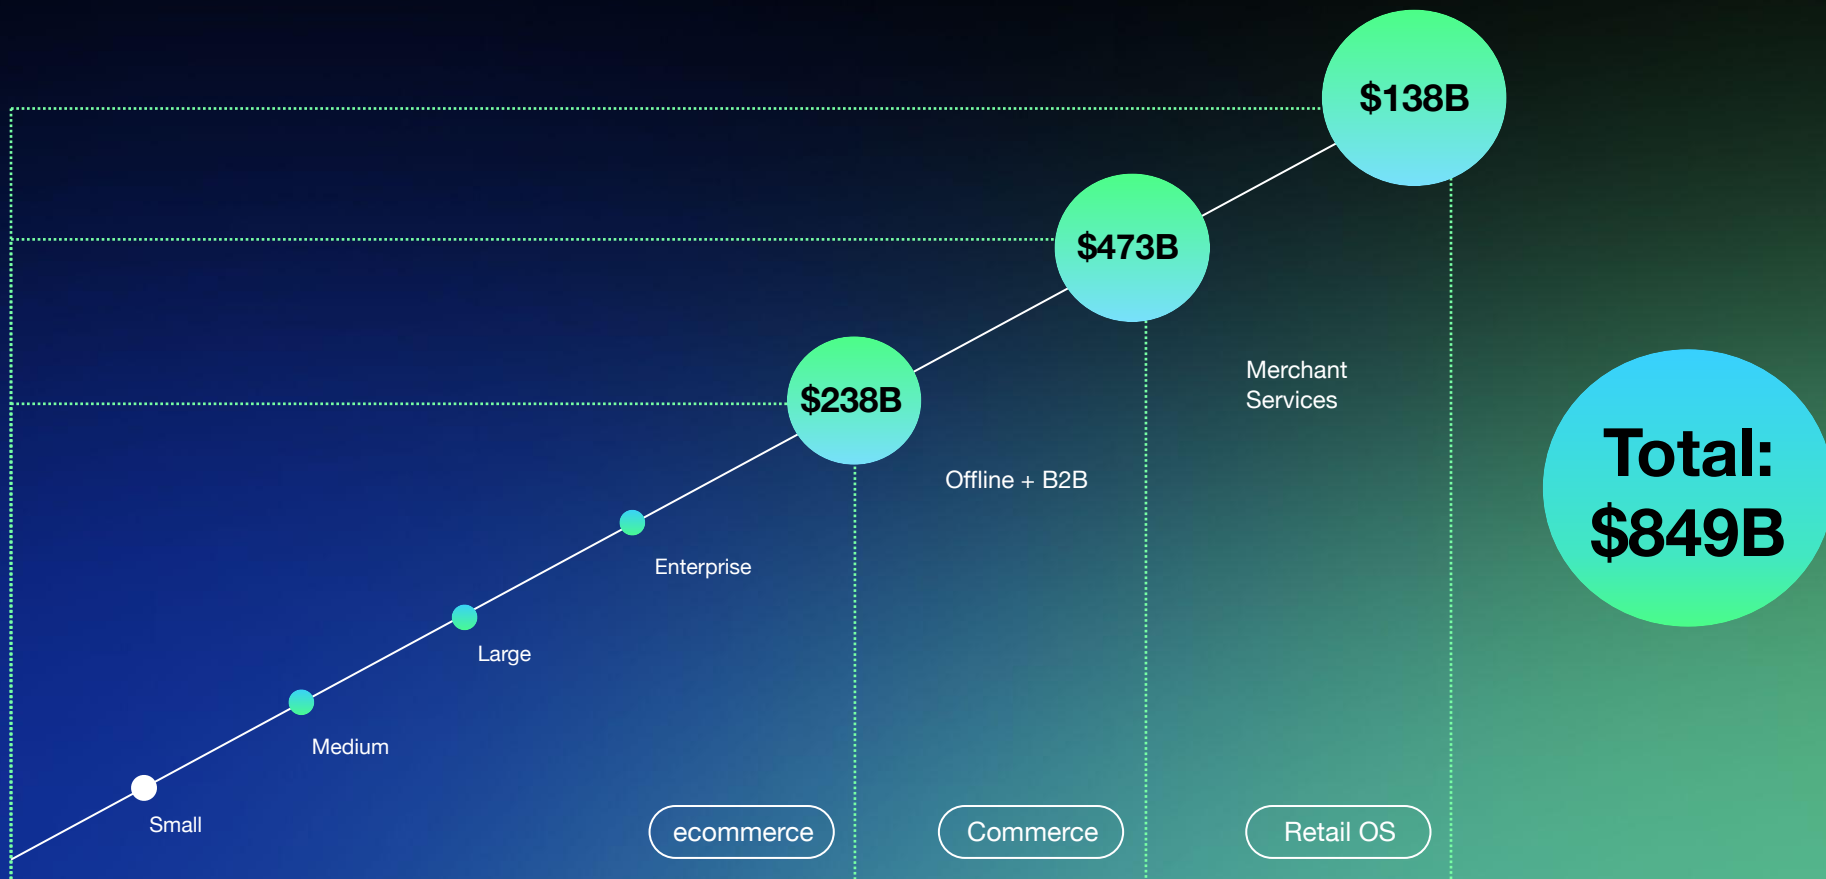 $138B
$473B
$238B
Merchant
Services
Offline + B2B
Total:
$849B
Enterprise
Large
Medium
Small
ecommerce
Commerce
Retail OS